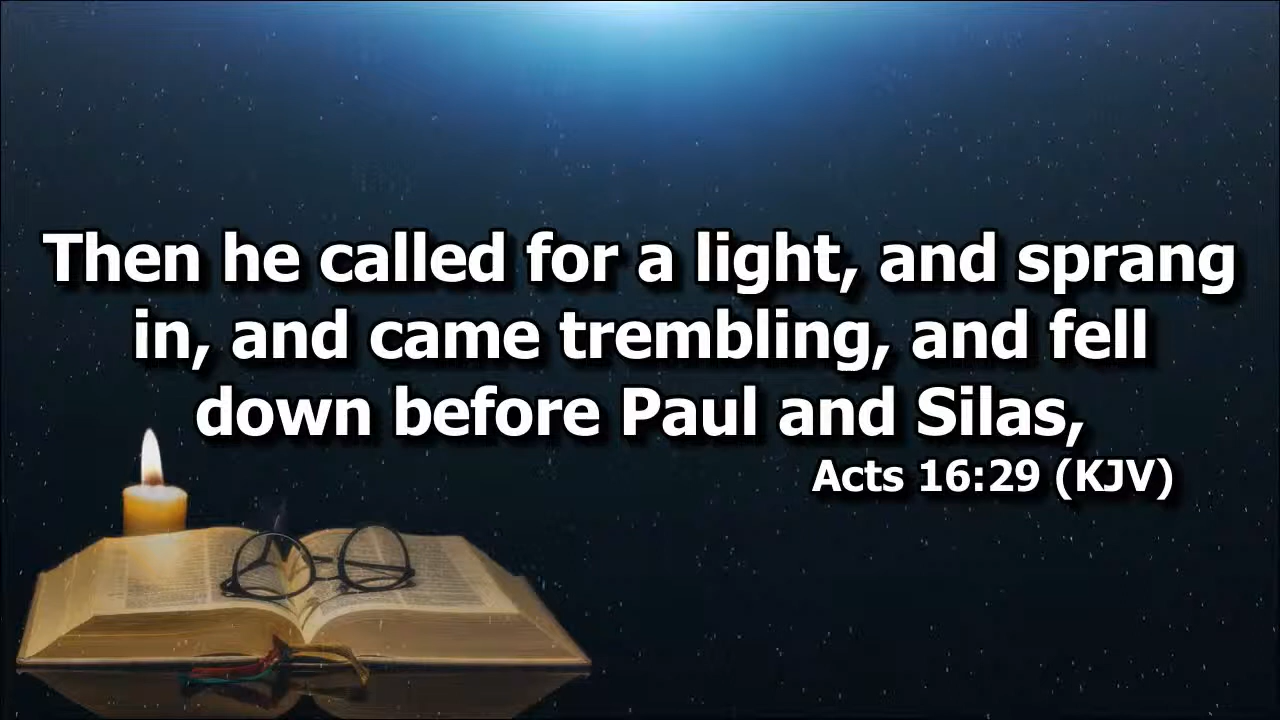 Then he called for a light, and sprang
in, and came trembling, and fell
down before Paul and Silas,
Acts 16:29 (KJV)